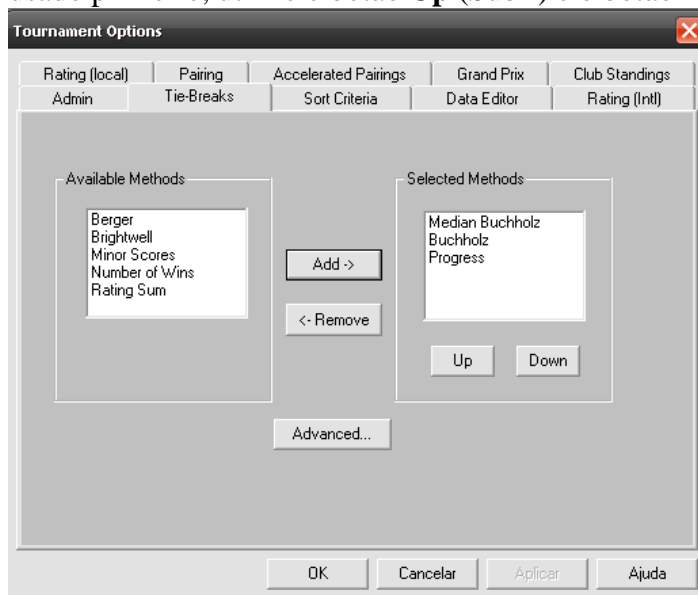 Tournament Options
Rating (local) Pairing Accelerated Pairings Grand Prix Club Standings
Admin Tie-Breaks Sort Criteria Data Editor Rating (Intl)
Available Methods
Berger
Brightwell
Minor Scores
Number of Wins
Rating Sum
Add ->
<- Remove
Selected Methods
Median Buchholz
Buchholz
Progress
Up Down
Advanced...
OK Cancelar Aplicar Ajuda